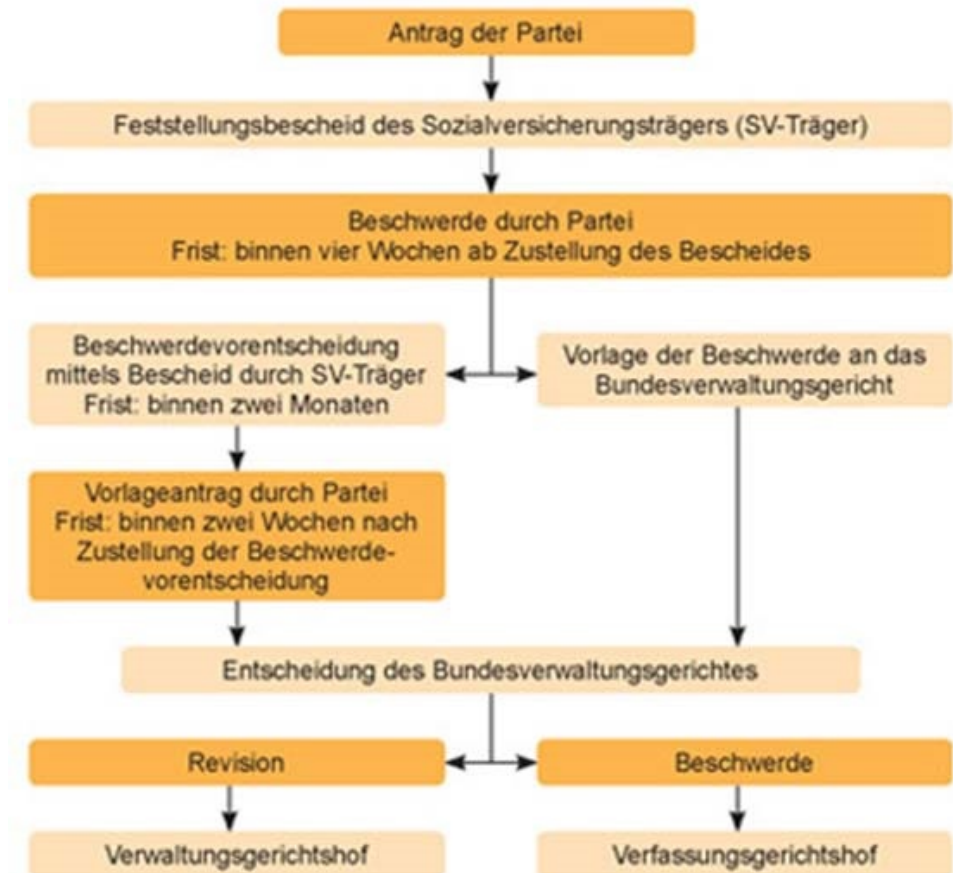 Antrag der Partei
Feststellungsbescheid des Sozialversicherungsträgers (SV-Träger)
Beschwerde durch Partei
Frist: binnen vier Wochen ab Zustellung des Bescheides
Beschwerdevorentscheidung
mittels Bescheid durch SV-Träger
Frist: binnen zwei Monaten
Vorlage der Beschwerde an das
Bundesverwaltungsgericht
Vorlageantrag durch Partei
Frist: binnen zwei Wochen nach
Zustellung der Beschwerde-
vorentscheidung
Entscheidung des Bundesverwaltungsgerichtes
Revision
Beschwerde
Verwaltungsgerichtshof
Verfassungsgerichtshof